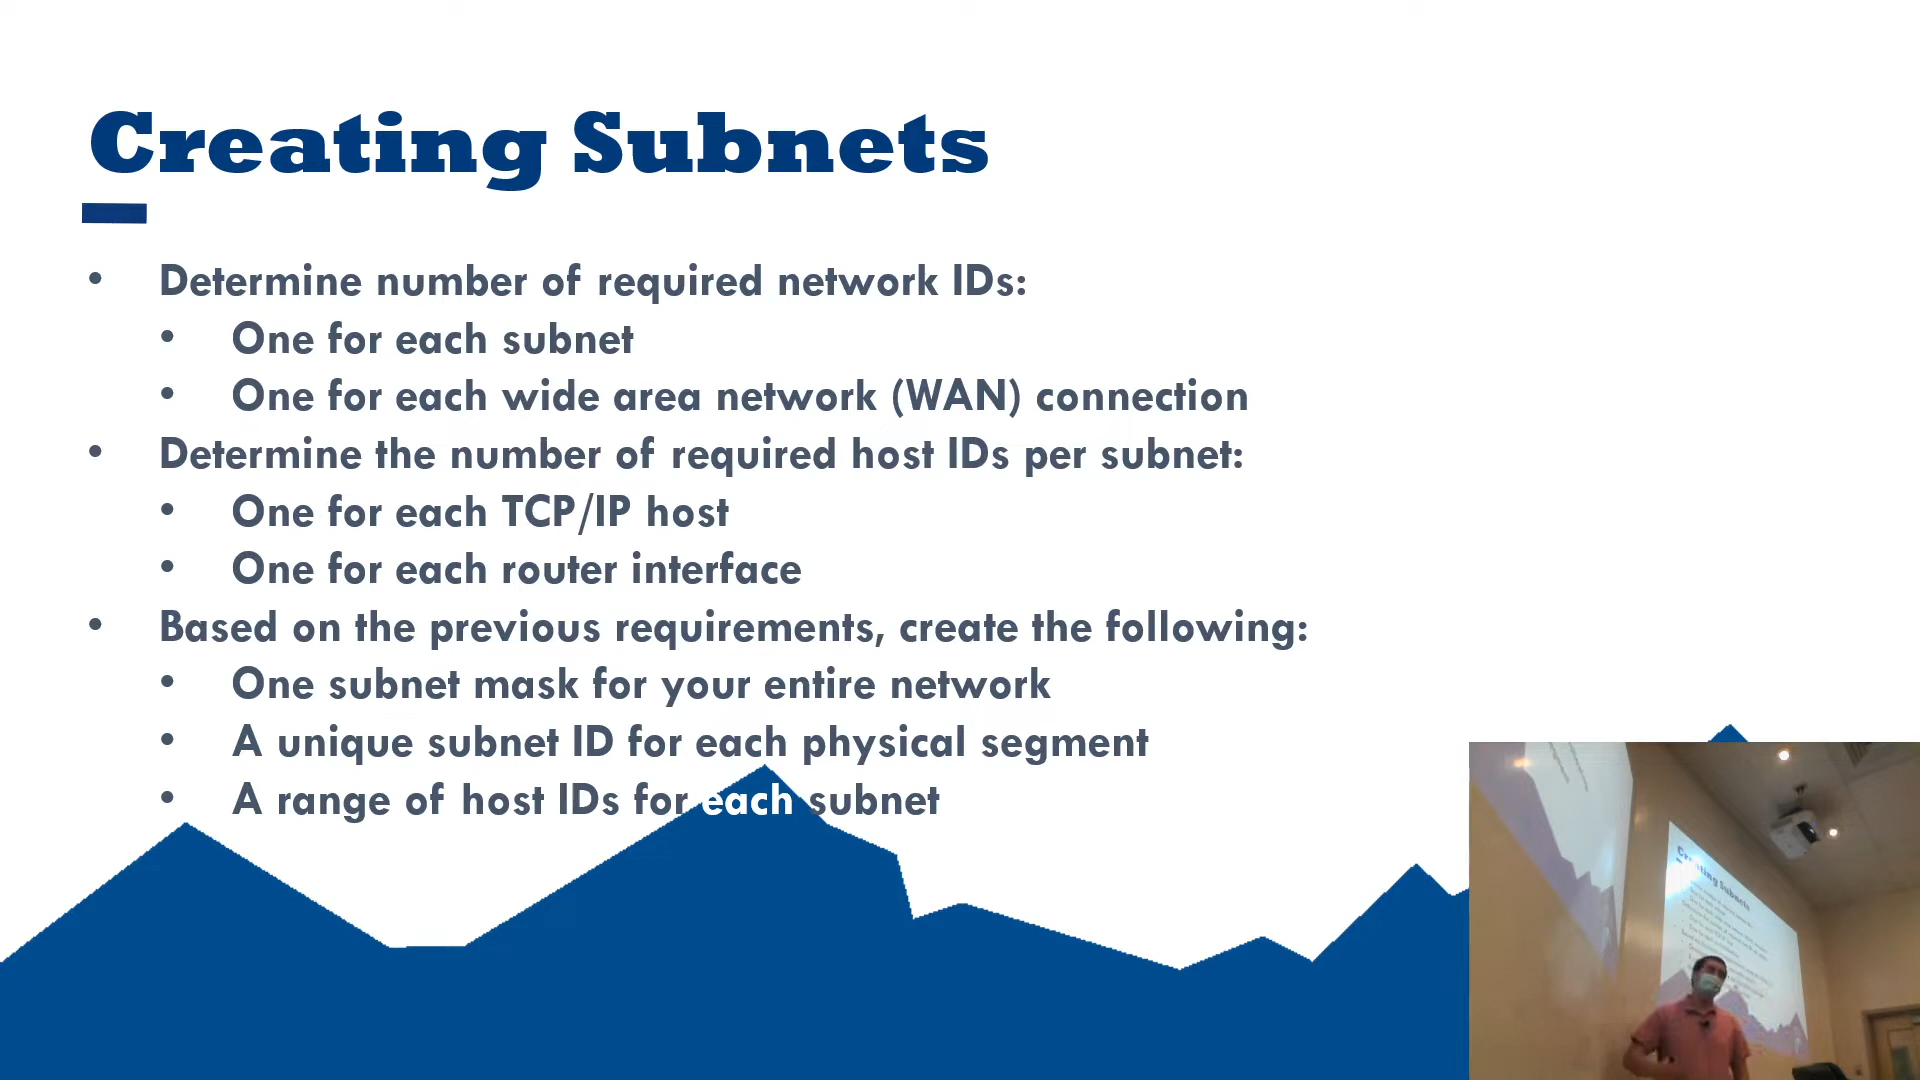 Creating Subnets
• Determine number of required network IDs:
• One for each subnet
• One for each wide area network (WAN) connection
• Determine the number of required host IDs per subnet:
• One for each TCP/IP host
• One for each router interface
• Based on the previous requirements, create the following:
• One subnet mask for your entire network
• A unique subnet ID for each physical segment
• A range of host IDs for each subnet
Creating Subnets